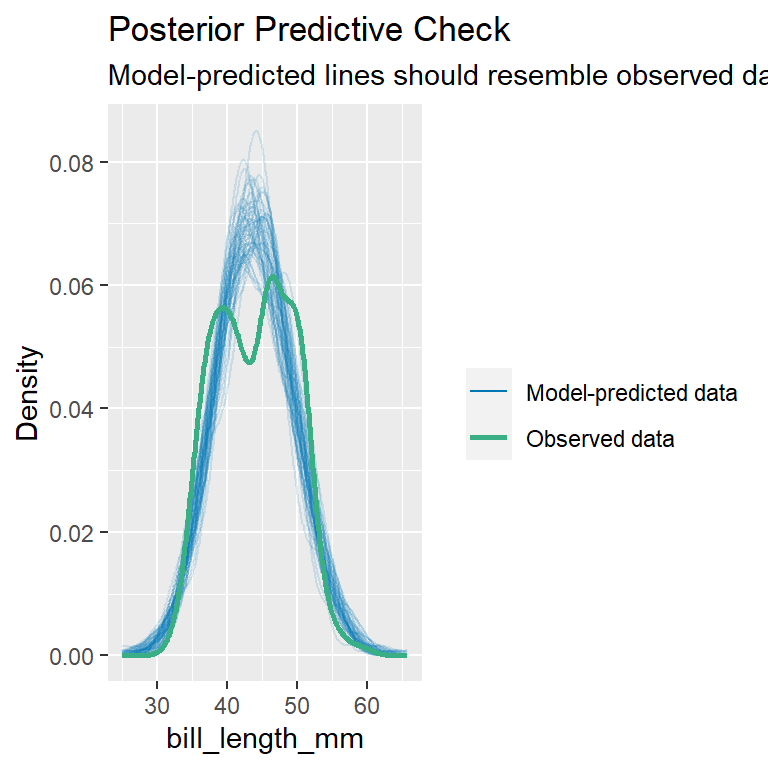 Posterior Predictive Check
Model-predicted lines should resemble observed da
0.08
0.06
0.04
0.02
0.00
Density
30 40 50 60
bill_length_mm
Model-predicted data
Observed data